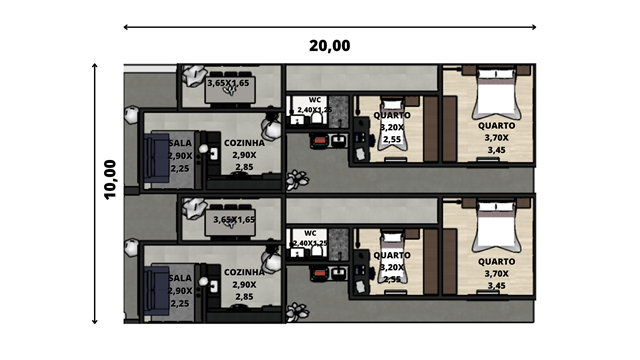 20,00
10,00
3,65X1,65
WC
2,40X1,25
SALA
2,90X
2,25
COZINHA
2,90X
2,85
QUARTO
3,20X
2,55
QUARTO
3,70X
3,45
3,65X1,65
WC
2,40X1,25
SALA
2,90X
2,25
COZINHA
2,90X
2,85
QUARTO
3,20X
2,55
QUARTO
3,70X
3,45